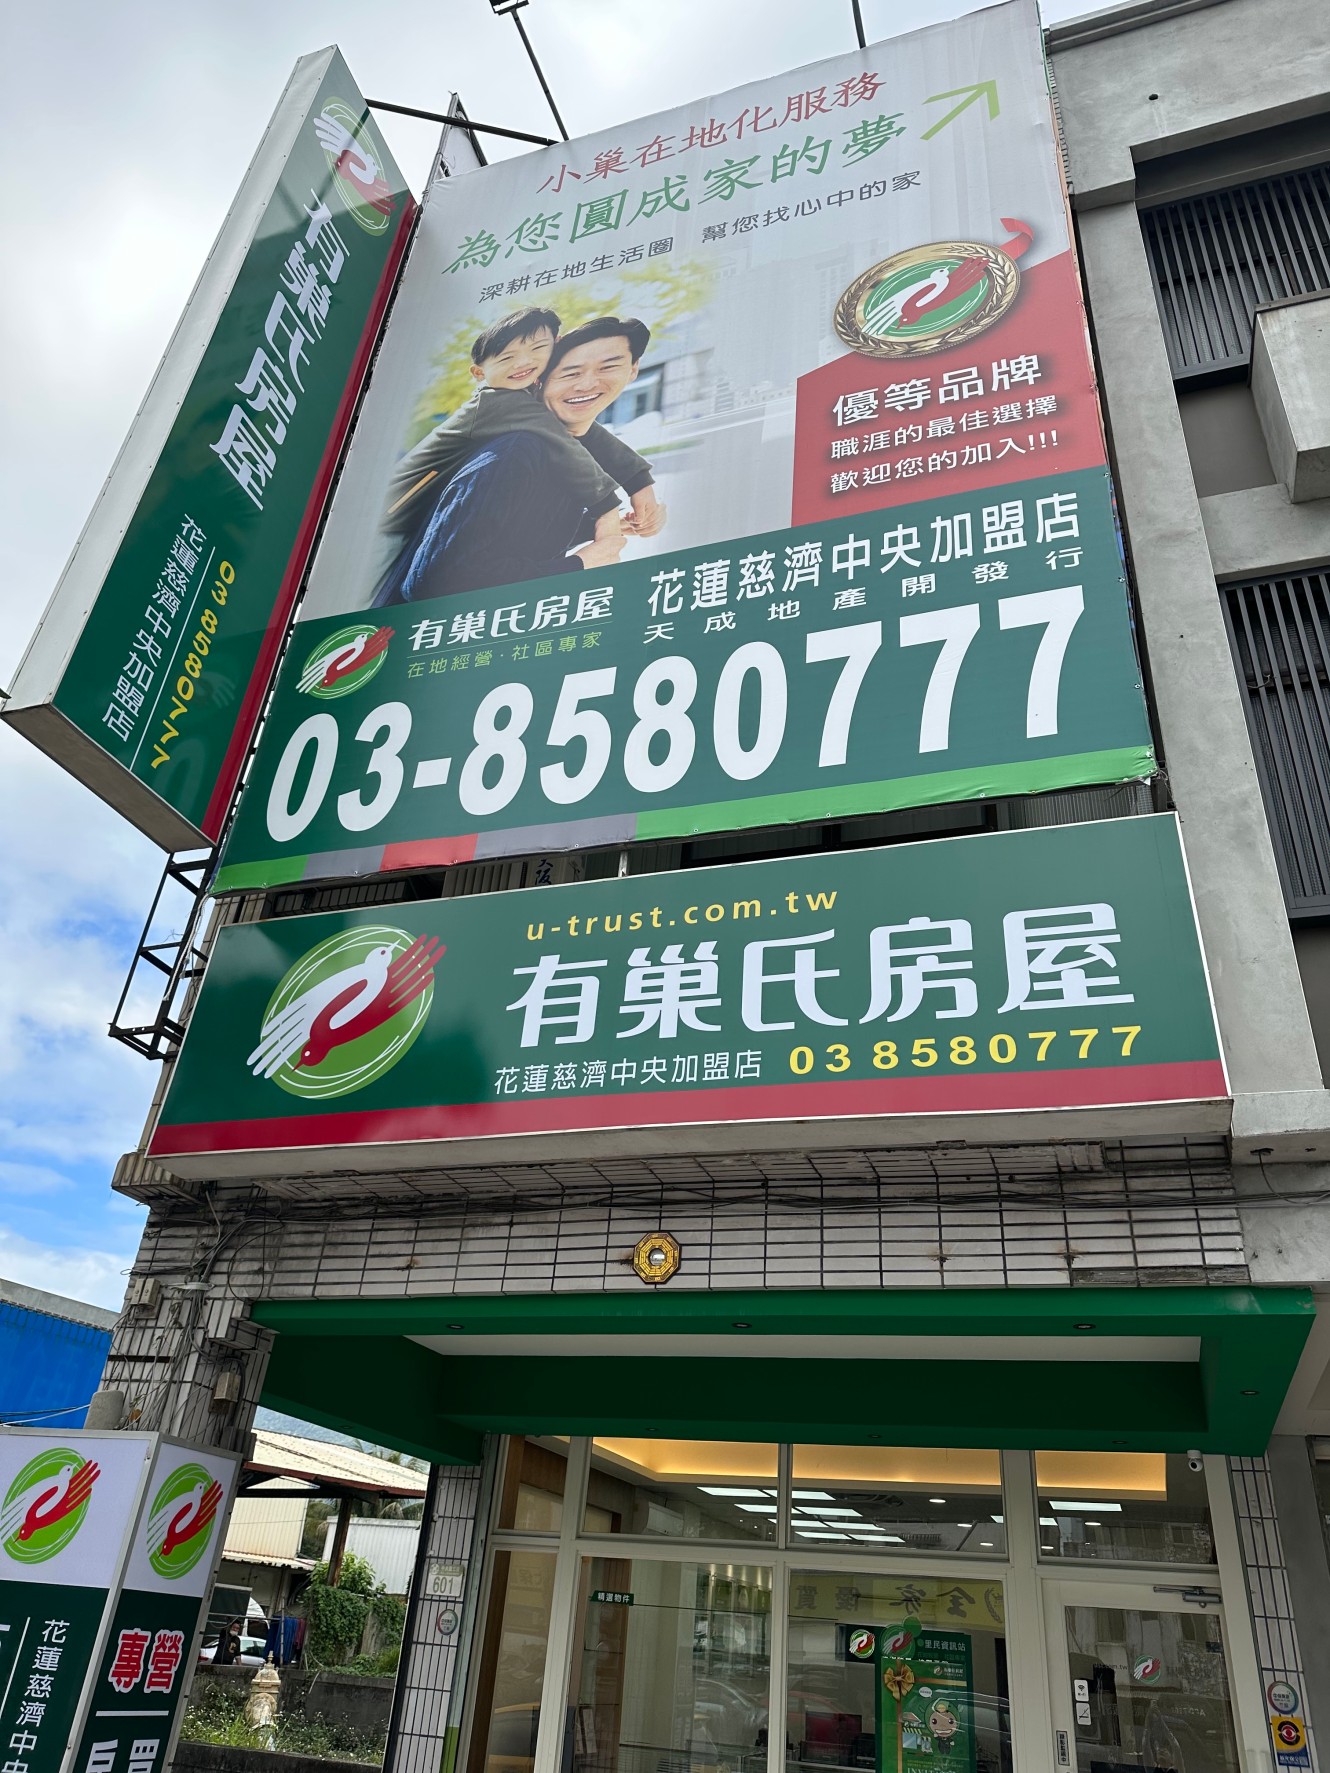 小巢在地化服務
為您圓成家的夢
深耕在地生活圈 幫您找心中的家
優等品牌
職涯的最佳選擇
歡迎您的加入!!!
有巢氏房屋
在地經營·社區專家
花蓮慈濟中央加盟店
天成地產開發行
03-8580777
有巢氏房屋
花蓮慈濟中央加盟店
03 8580777
u-trust.com.tw
有巢氏房屋
花蓮慈濟中央加盟店 03 8580777
601
精選物件
里民資訊站
花蓮慈濟中央
專營